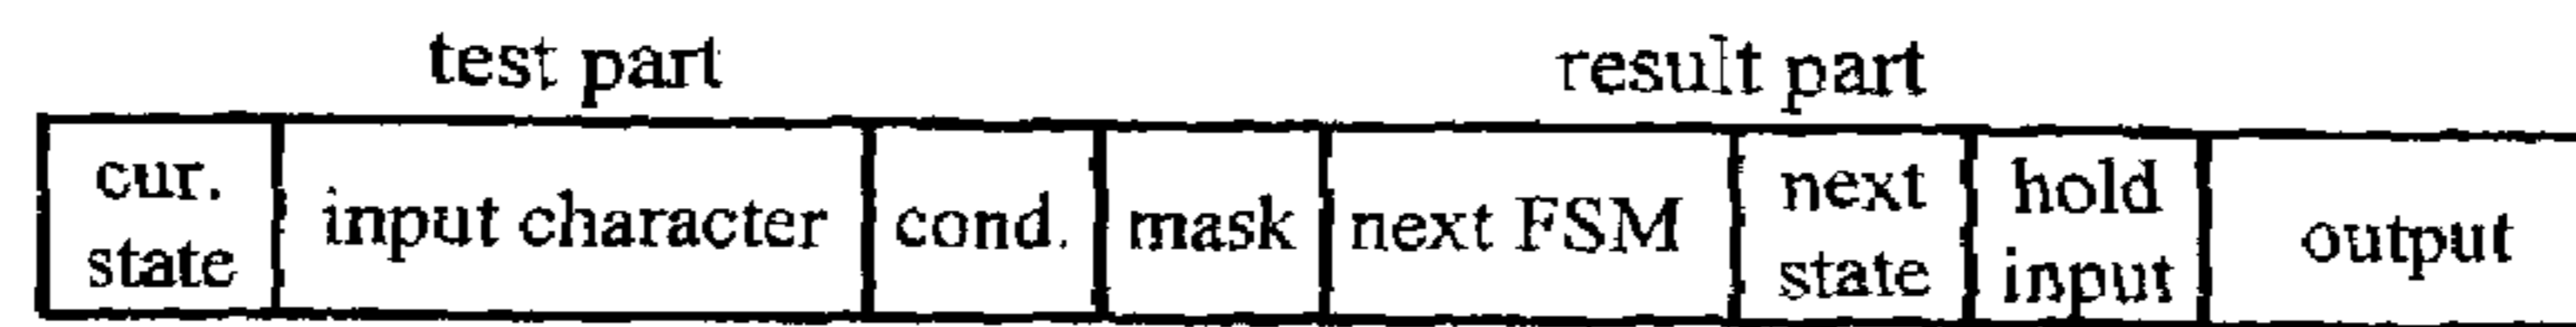 test part result part
cur. state input character cond. mask next FSM next state hold input output